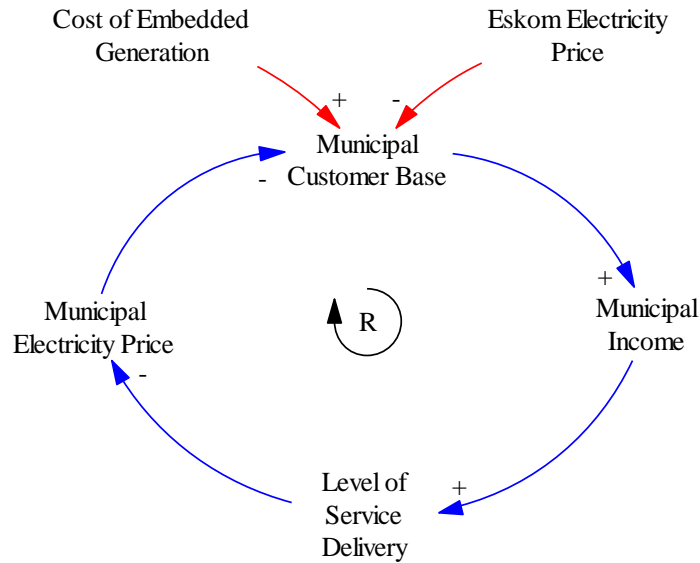 Cost of Embedded
Generation
Eskom Electricity
Price
+
-
Municipal
Customer Base
-
+
Municipal
Income
Municipal
Electricity Price
R
-
+
Level of
Service
Delivery